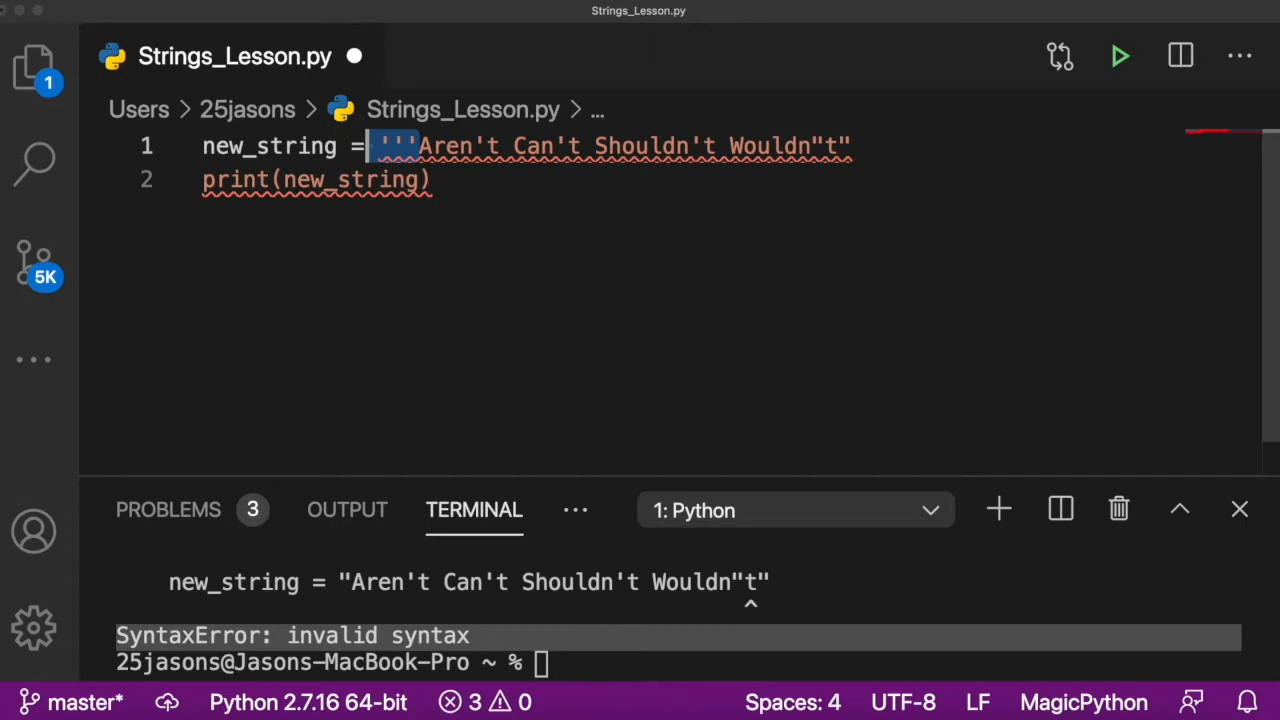 Strings_Lesson.py
Strings_Lesson.py
1
Users > 25jasons > Strings_Lesson.py > ...
1 new_string = '''Aren't Can't Shouldn't Wouldn"t"
2 print(new_string)
5K
PROBLEMS 3 OUTPUT TERMINAL ... 1: Python
new_string = "Aren't Can't Shouldn't Wouldn"t"
^
SyntaxError: invalid syntax
25jasons@Jasons-MacBook-Pro ~ %
master* Python 2.7.16 64-bit 3 0 Spaces: 4 UTF-8 LF MagicPython